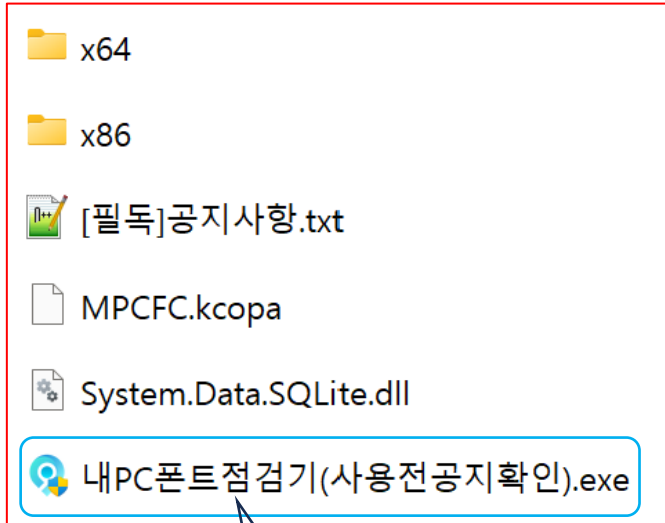 x64
x86
[필독]공지사항.txt
MPCFC.kcopa
System.Data.SQLite.dll
내PC폰트점검기(사용전공지확인).exe